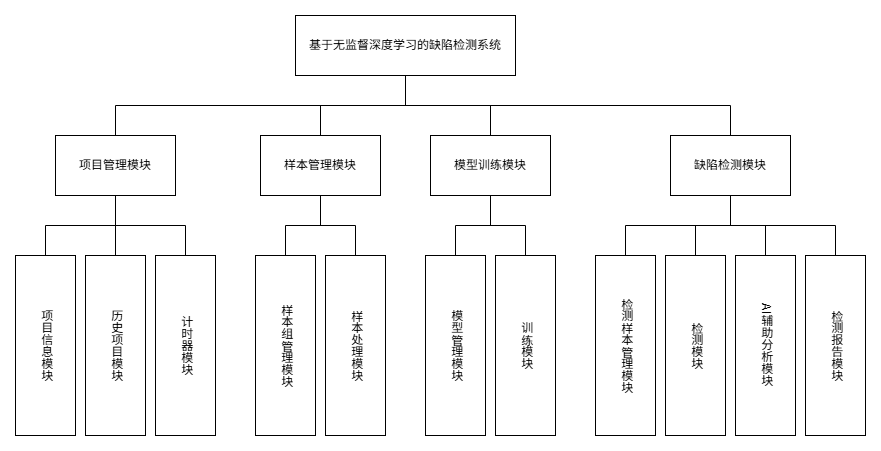 基于无监督深度学习的缺陷检测系统
项目管理模块
样本管理模块
模型训练模块
缺陷检测模块
项目信息模块
历史项目模块
计时器模块
样本组管理模块
样本处理模块
模型管理模块
训练模块
检测样本管理模块
检测模块
AI辅助分析模块
检测报告模块